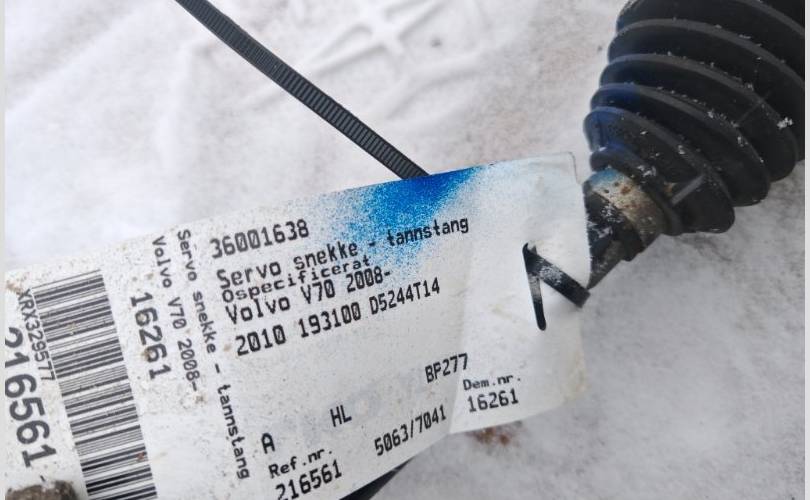 36001638
Servo snekke - tannstang
Ospecificerat
Volvo V70 2008-
2010 193100 D5244T14
BP277
A HL
Dem.nr.
5063/7041 16261
Ref.nr.
216561
Servo snekke - tannstang
Volvo V70 2008-
16261
XRX329577
216561